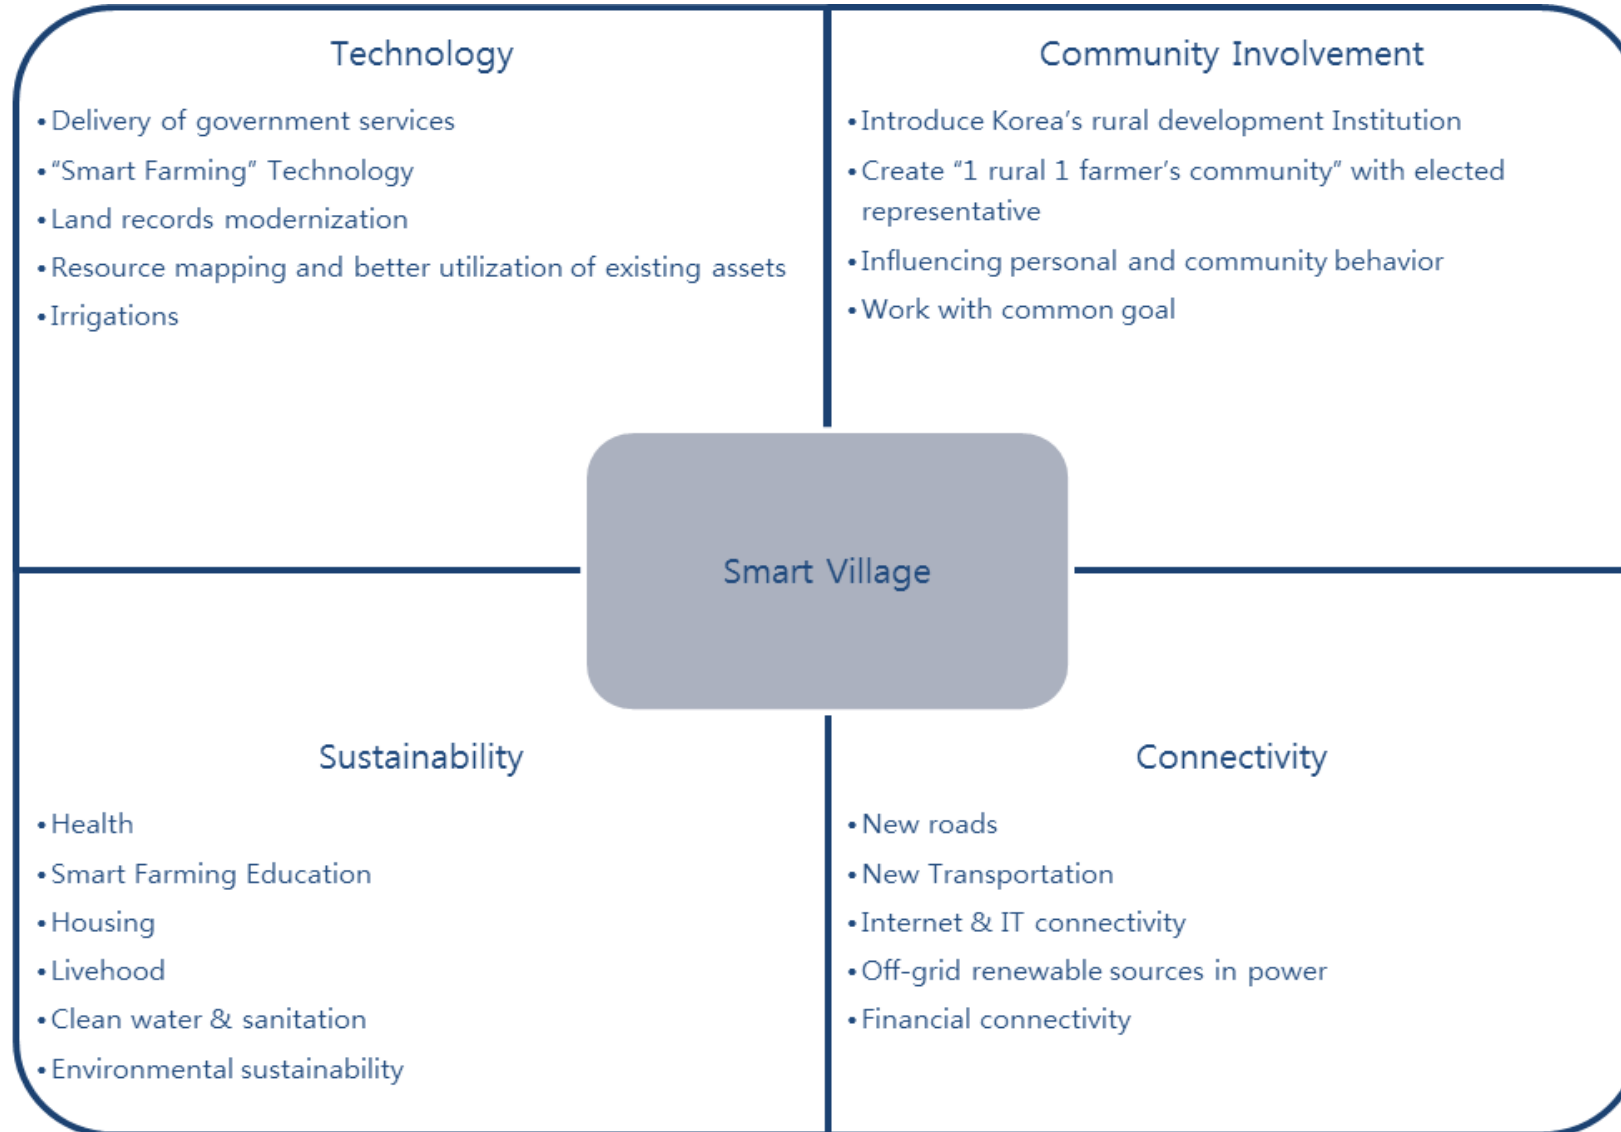 Technology
•Delivery of government services
•“Smart Farming” Technology
•Land records modernization
•Resource mapping and better utilization of existing assets
•Irrigations
Community Involvement
•Introduce Korea’s rural development Institution
•Create “1 rural 1 farmer’s community” with elected
representative
•Influencing personal and community behavior
•Work with common goal
Smart Village
Sustainability
•Health
•Smart Farming Education
•Housing
•Livehood
•Clean water & sanitation
•Environmental sustainability
Connectivity
•New roads
•New Transportation
•Internet & IT connectivity
•Off-grid renewable sources in power
•Financial connectivity